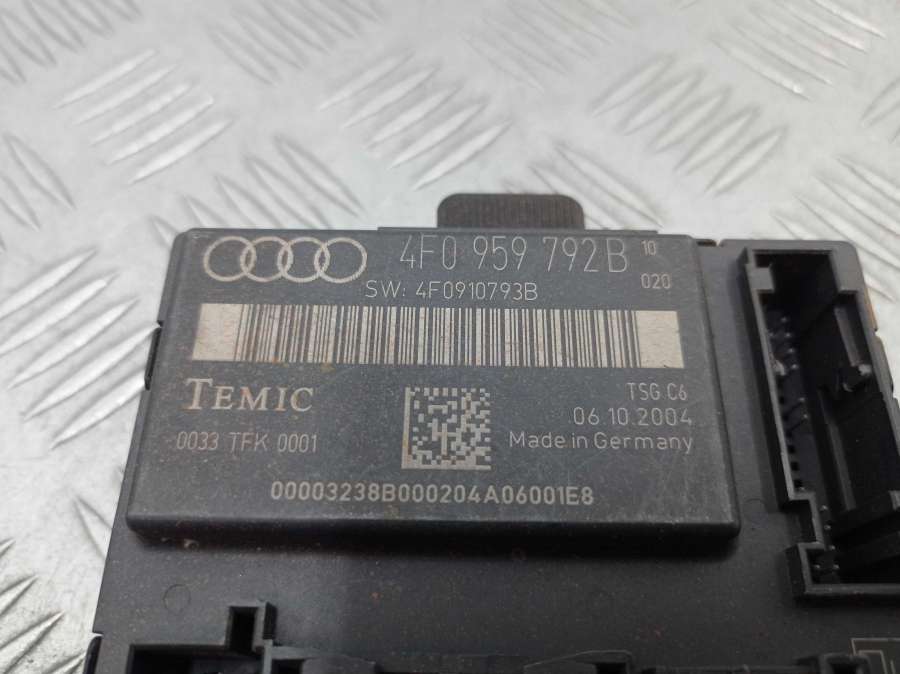 4F0 959 792B 10
020
SW: 4F0910793B
TEMIC
TSG C6
06.10.2004
0033 TFK 0001
Made in Germany
00003238B000204A06001E8